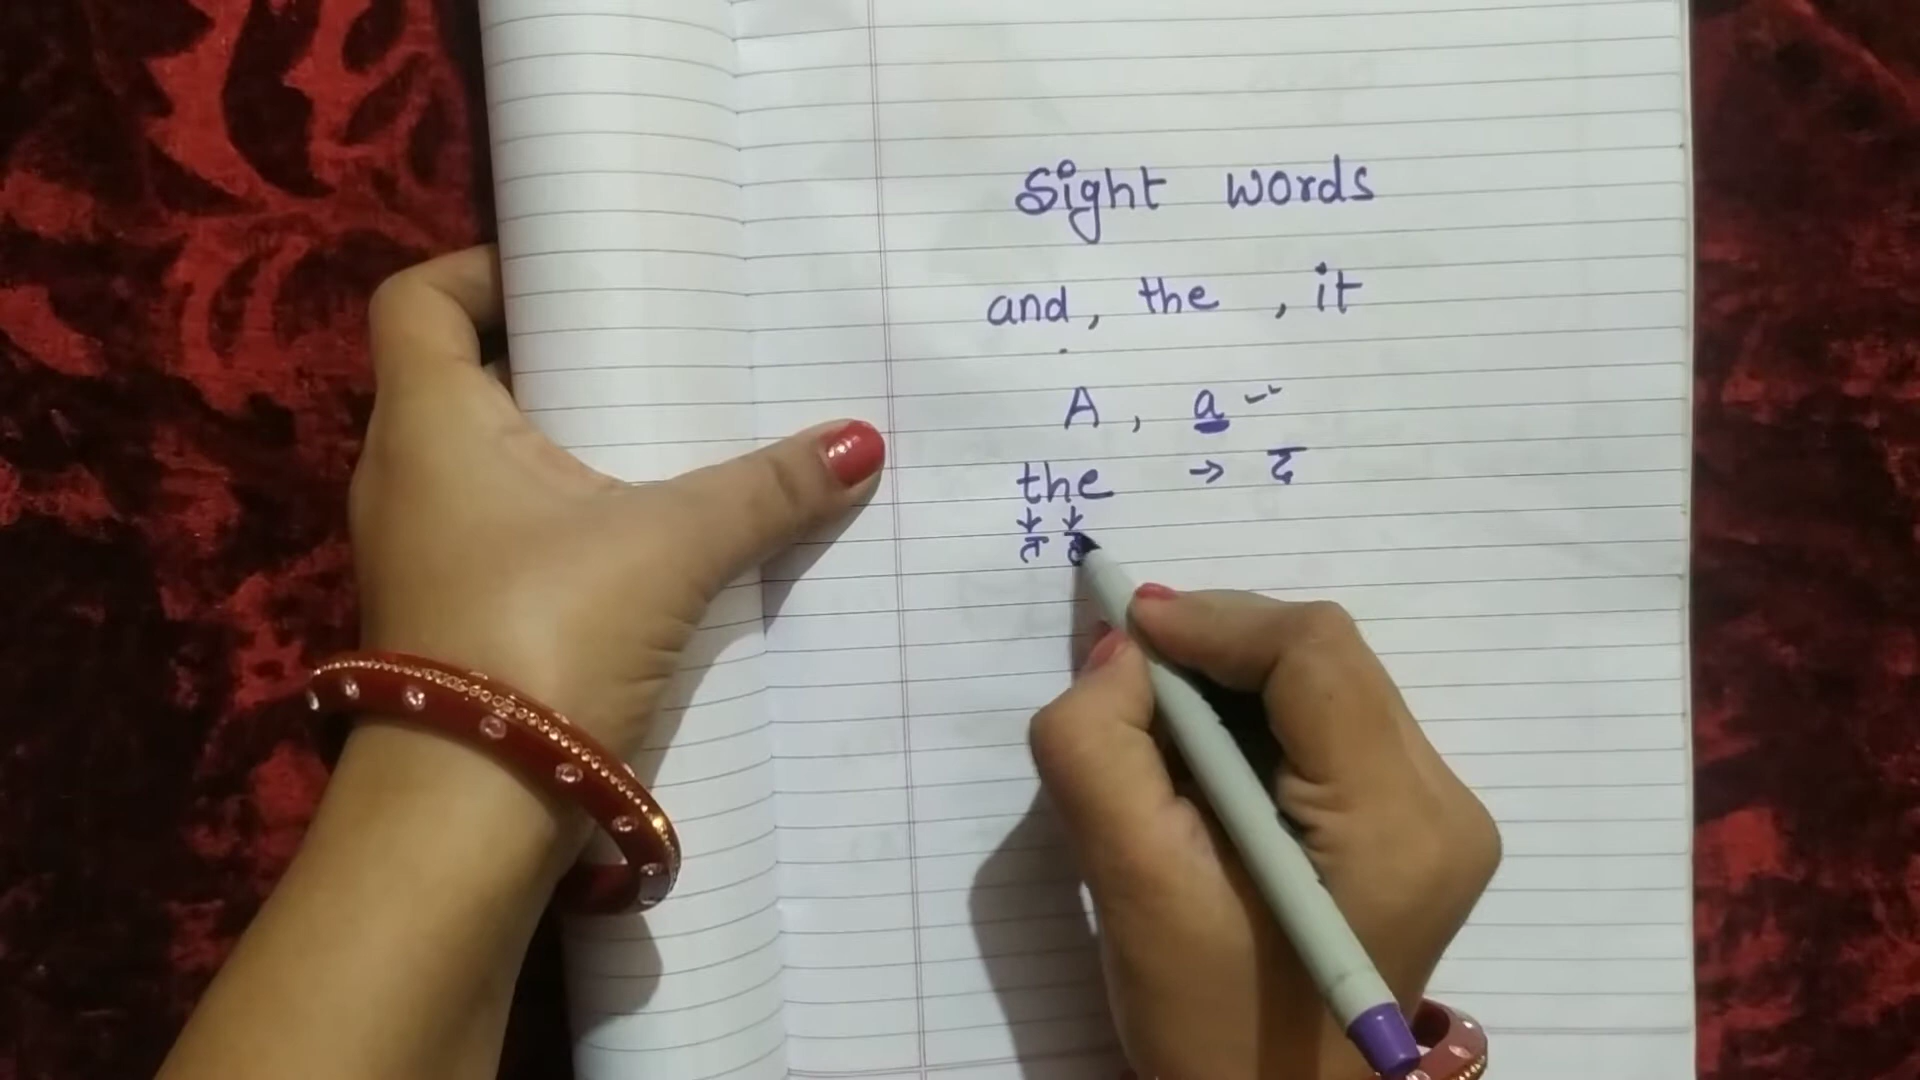 Sight words
and, the , it
A , a
the → द
↓ ↓
त ह